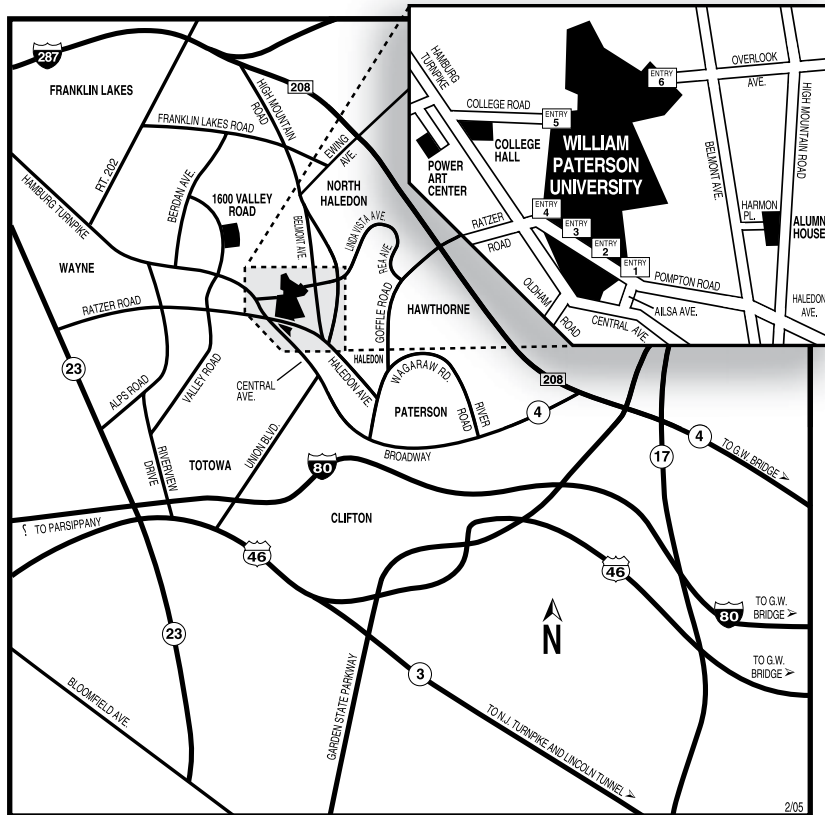 287
FRANKLIN LAKES
208
HIGH MOUNTAIN
ROAD
FRANKLIN LAKES ROAD
EWING
AVE.
RT. 202
HAMBURG TURNPIKE
BERDAN AVE.
1600 VALLEY
ROAD
NORTH
HALEDON
BELMONT AVE.
LINDA VISTA AVE.
REA AVE
WAYNE
RATZER ROAD
GOFFLE ROAD
HAWTHORNE
23
ALPS ROAD
VALLEY ROAD
CENTRAL
AVE.
HALEDON
HALEDON AVE.
WAGARAW RD.
208
PATERSON
RIVER
ROAD
4
4
TO G.W. BRIDGE
17
RIVERVIEW
DRIVE
TOTOWA
UNION BLVD.
BROADWAY
80
TO PARSIPPANY
CLIFTON
46
46
80
TO G.W.
BRIDGE
N
TO G.W.
BRIDGE
23
3
BLOOMFIELD AVE.
GARDEN STATE PARKWAY
TO N.J. TURNPIKE AND LINCOLN TUNNEL
2/05
HAMBURG
TURNPIKE
OVERLOOK
AVE.
ENTRY
6
COLLEGE ROAD
ENTRY
5
COLLEGE
HALL
WILLIAM
PATERSON
UNIVERSITY
POWER
ART
CENTER
BELMONT AVE.
HIGH MOUNTAIN ROAD
HARMON
PL.
ALUMN
HOUSE
ENTRY
4
ENTRY
3
ENTRY
2
ENTRY
1
RATZER
ROAD
POMPTON ROAD
OLDHAM
ROAD
AILSA AVE.
CENTRAL AVE.
HALEDON
AVE.